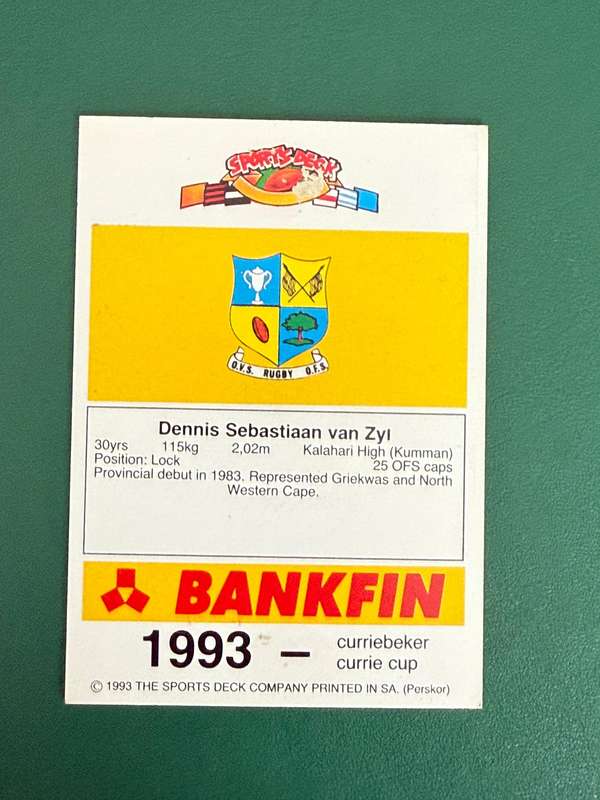 SPORTS DECK
O.V.S. RUGBY O.F.S.
Dennis Sebastiaan van Zyl
30yrs 115kg 2,02m Kalahari High (Kumman)
Position: Lock 25 OFS caps
Provincial debut in 1983. Represented Griekwas and North
Western Cape.
BANKFIN
1993 – curriebeker
currie cup
© 1993 THE SPORTS DECK COMPANY PRINTED IN SA. (Perskor)